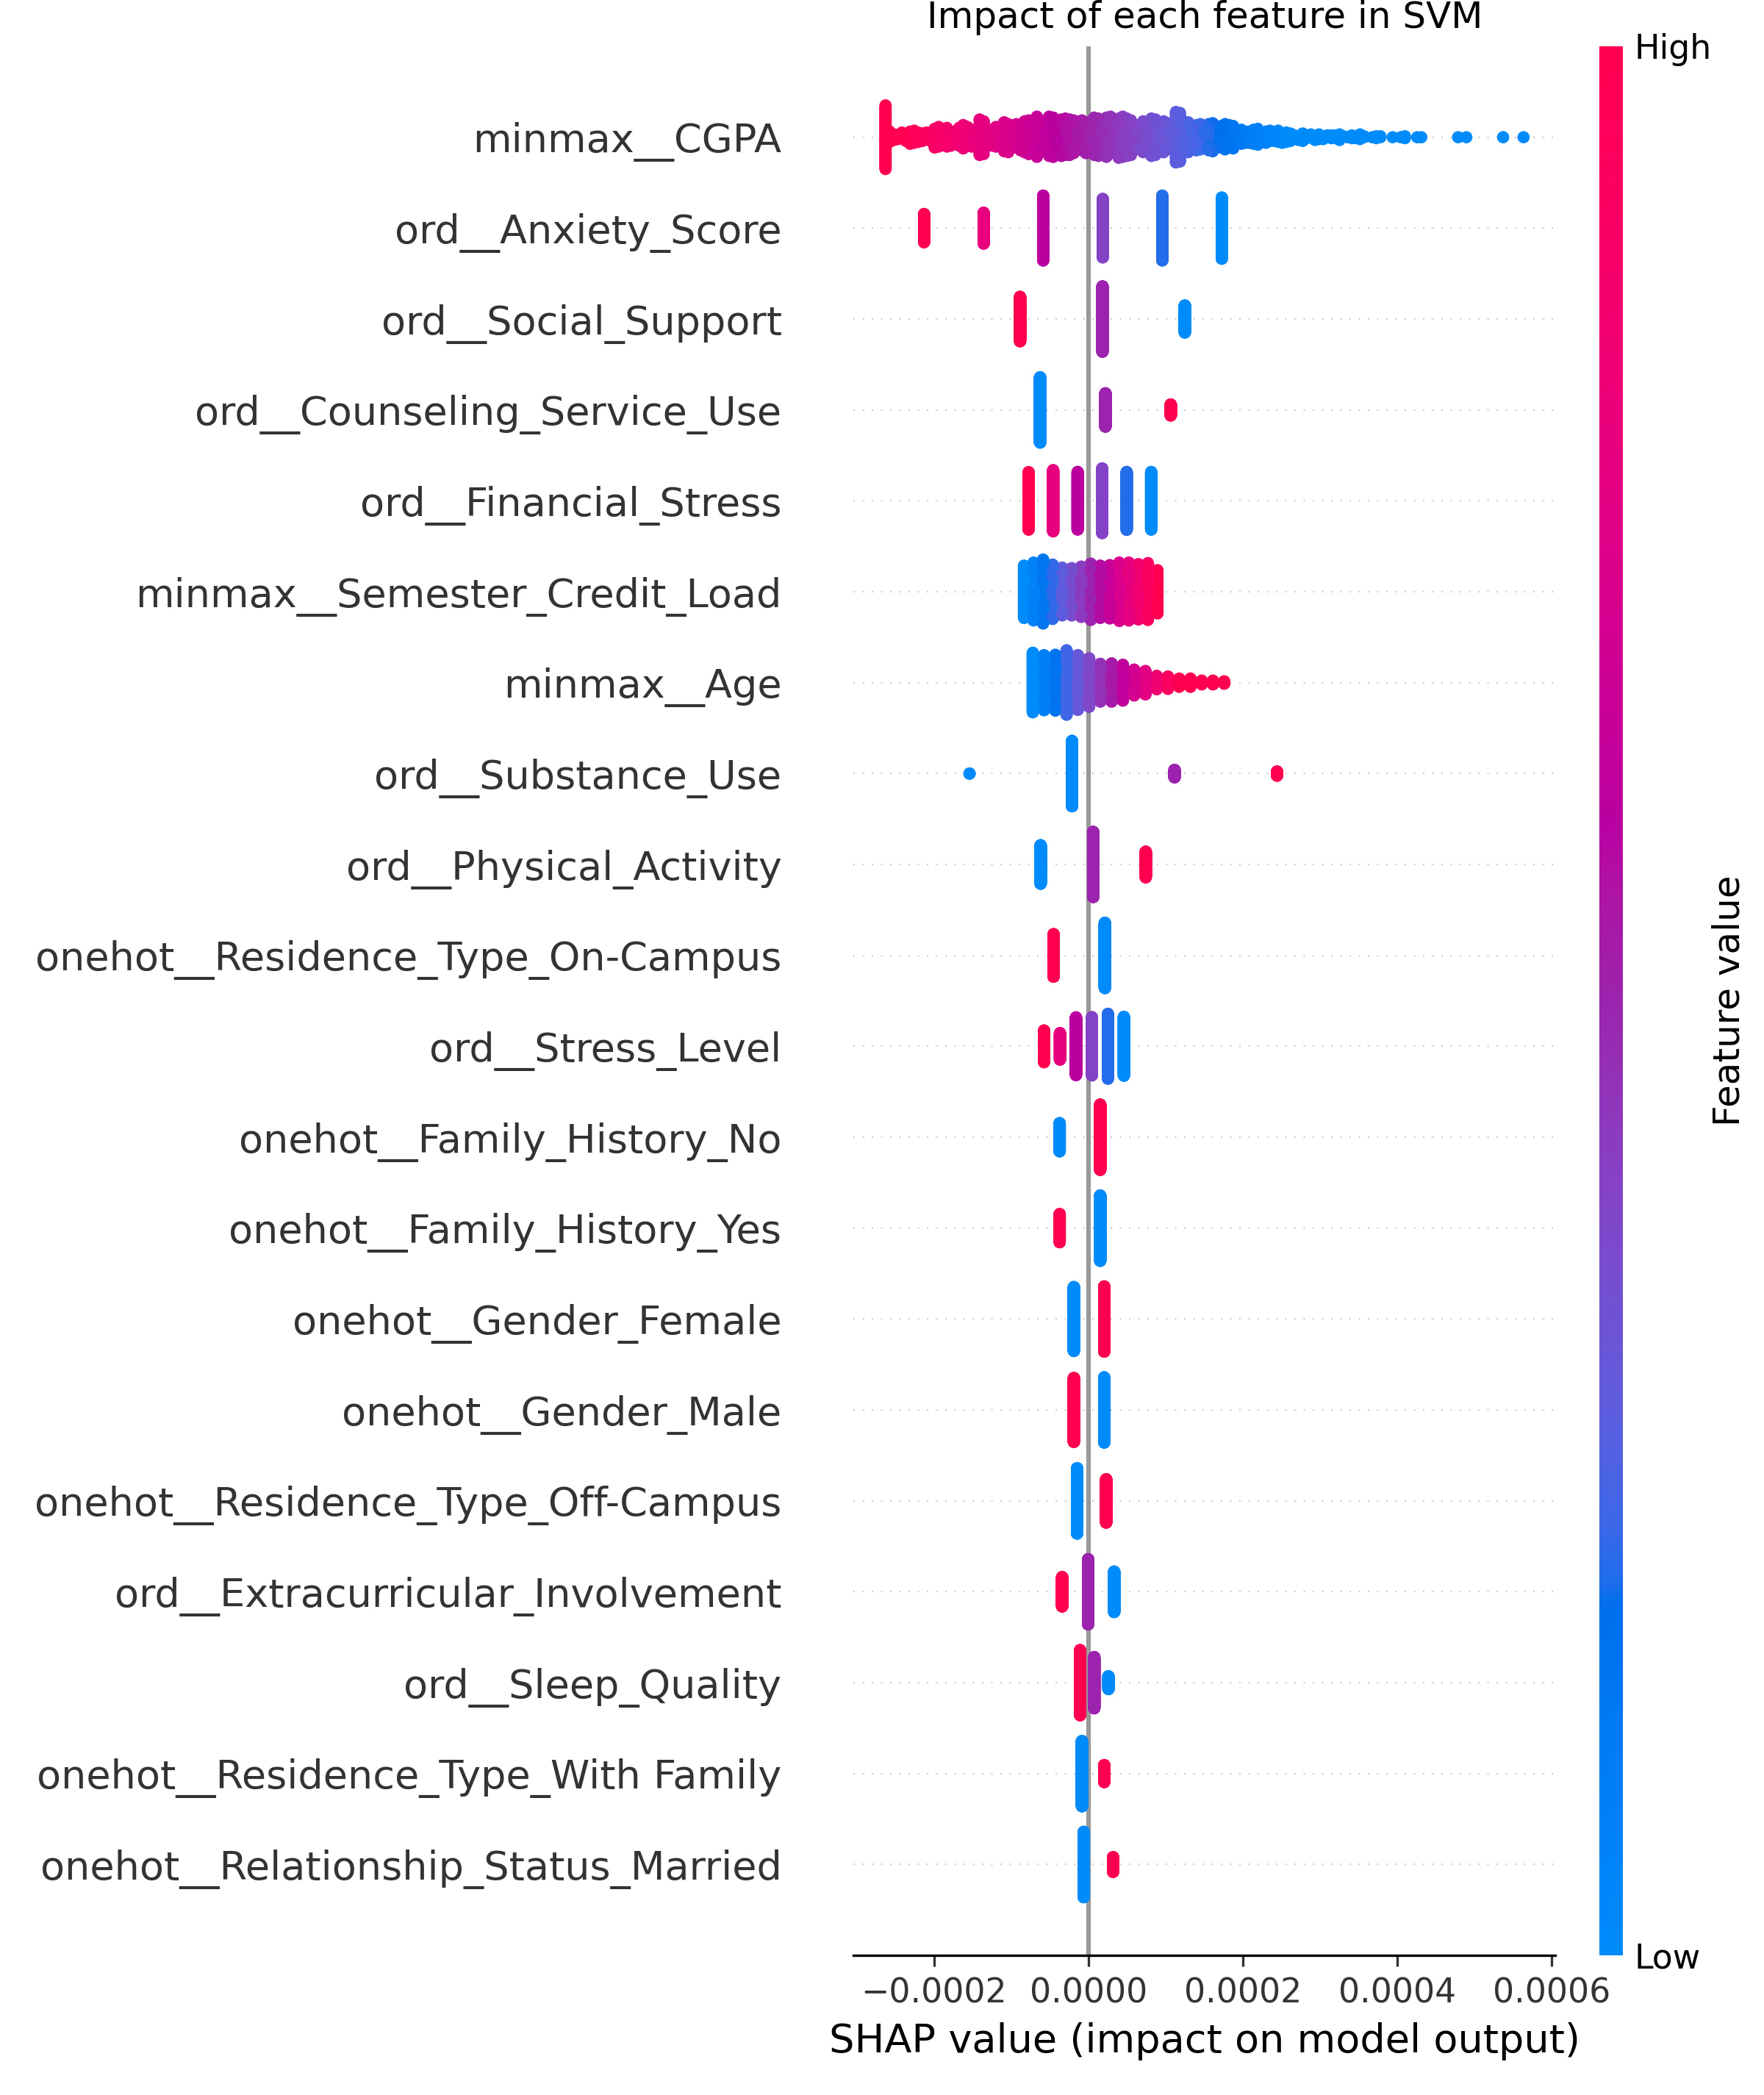 Impact of each feature in SVM
High
minmax__CGPA
ord__Anxiety_Score
ord__Social_Support
ord__Counseling_Service_Use
ord__Financial_Stress
minmax__Semester_Credit_Load
minmax__Age
ord__Substance_Use
ord__Physical_Activity
onehot__Residence_Type_On-Campus
ord__Stress_Level
onehot__Family_History_No
onehot__Family_History_Yes
onehot__Gender_Female
onehot__Gender_Male
onehot__Residence_Type_Off-Campus
ord__Extracurricular_Involvement
ord__Sleep_Quality
onehot__Residence_Type_With Family
onehot__Relationship_Status_Married
Feature value
Low
−0.0002 0.0000 0.0002 0.0004 0.0006
SHAP value (impact on model output)